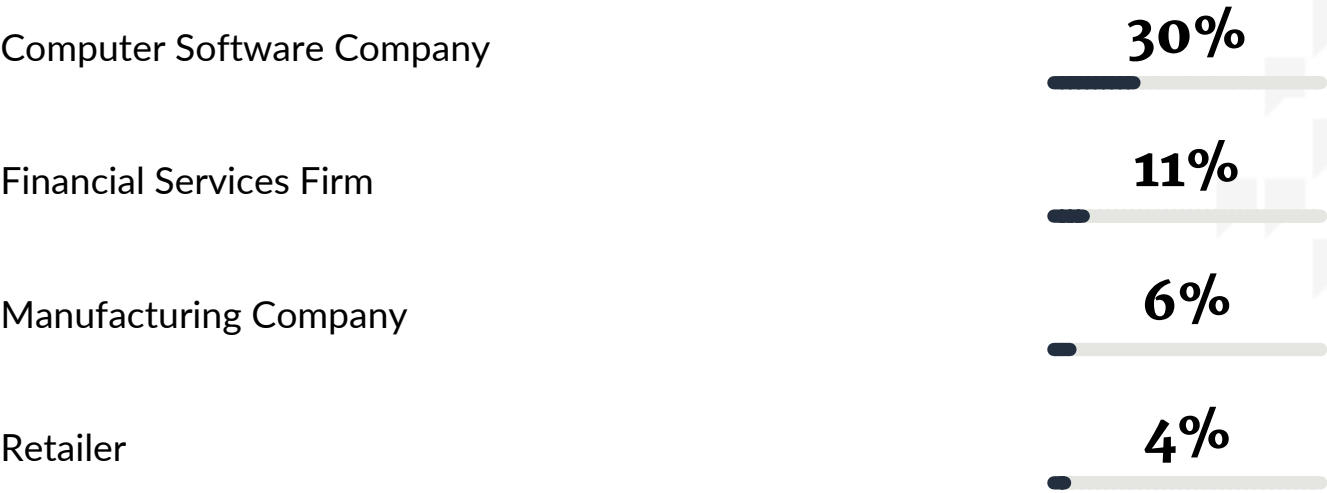 Computer Software Company 30%
Financial Services Firm 11%
Manufacturing Company 6%
Retailer 4%